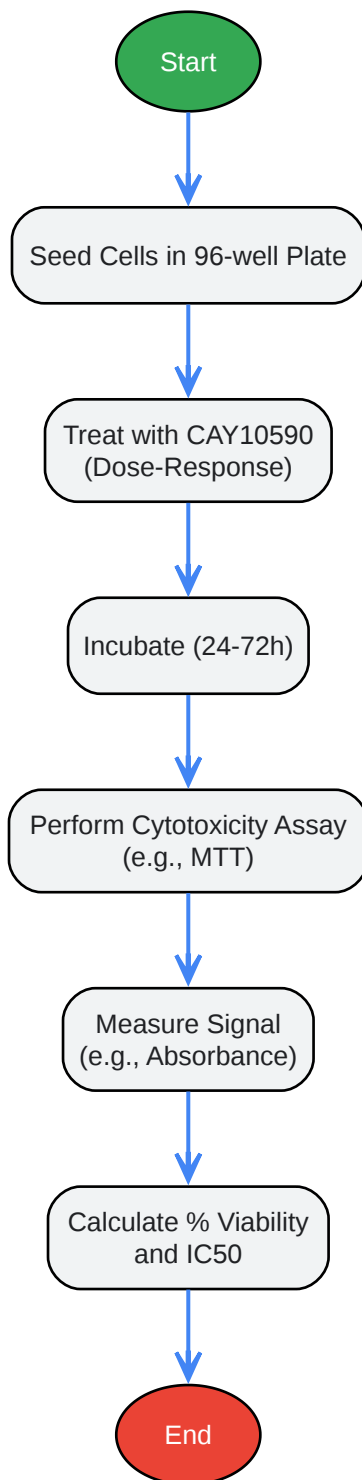 Start
Seed Cells in 96-well Plate
Treat with CAY10590
(Dose-Response)
Incubate (24-72h)
Perform Cytotoxicity Assay
(e.g., MTT)
Measure Signal
(e.g., Absorbance)
Calculate % Viability
and IC50
End